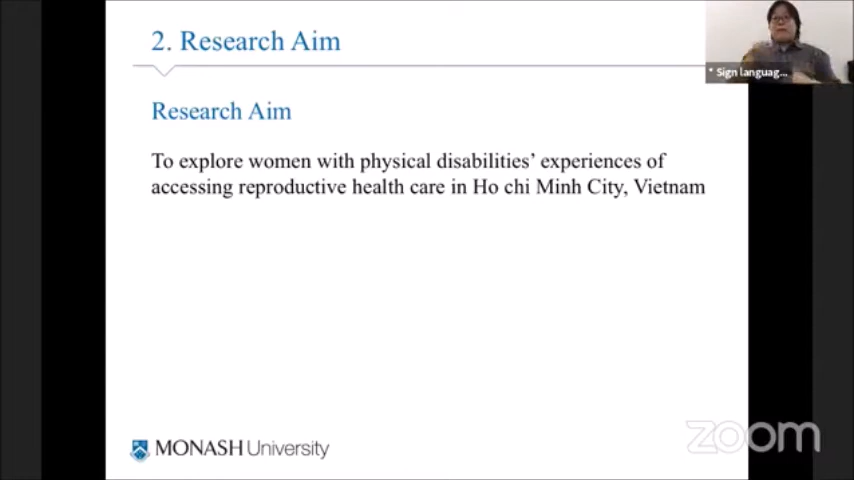 2. Research Aim
* Sign languag...
Research Aim
To explore women with physical disabilities’ experiences of
accessing reproductive health care in Ho chi Minh City, Vietnam
MONASH University
zoom